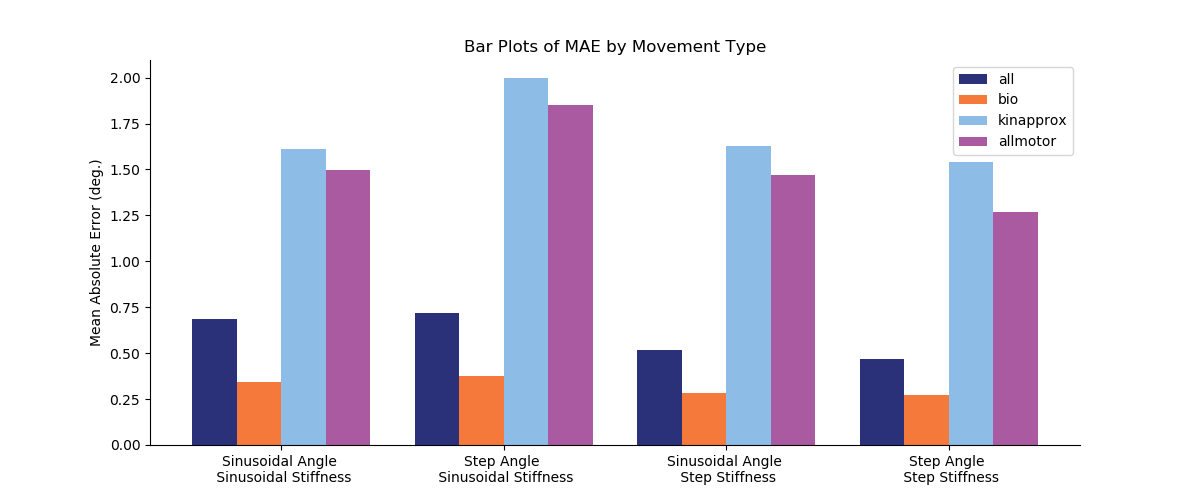 Bar Plots of MAE by Movement Type
Mean Absolute Error (deg.)
2.00
1.75
1.50
1.25
1.00
0.75
0.50
0.25
0.00
all
bio
kinapprox
allmotor
Sinusoidal Angle
Sinusoidal Stiffness
Step Angle
Sinusoidal Stiffness
Sinusoidal Angle
Step Stiffness
Step Angle
Step Stiffness